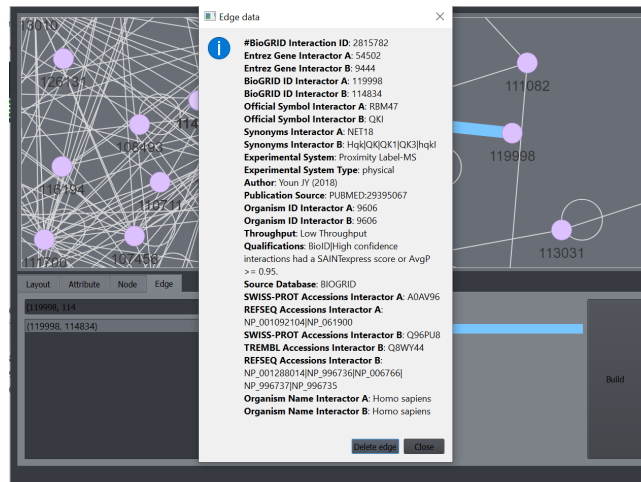 Edge data
#BioGRID Interaction ID: 2815782
Entrez Gene Interactor A: 54502
Entrez Gene Interactor B: 9444
BioGRID ID Interactor A: 119998
BioGRID ID Interactor B: 114834
Official Symbol Interactor A: RBM47
Official Symbol Interactor B: QKI
Synonyms Interactor A: NET18
Synonyms Interactor B: Hqk|QK|QK1|QK3|hqkI
Experimental System: Proximity Label-MS
Experimental System Type: physical
Author: Youn JY (2018)
Publication Source: PUBMED:29395067
Organism ID Interactor A: 9606
Organism ID Interactor B: 9606
Throughput: Low Throughput
Qualifications: BioID|High confidence
interactions had a SAINTexpress score or AvgP
>= 0.95.
Source Database: BIOGRID
SWISS-PROT Accessions Interactor A: A0AV96
REFSEQ Accessions Interactor A:
NP_001092104|NP_061900
SWISS-PROT Accessions Interactor B: Q96PU8
TREMBL Accessions Interactor B: Q8WY44
REFSEQ Accessions Interactor B:
NP_001288014|NP_996736|NP_006766|
NP_996737|NP_996735
Organism Name Interactor A: Homo sapiens
Organism Name Interactor B: Homo sapiens
Delete edge Close
126131
108493
116194
110711
107456
111082
119998
113031
Layout Attribute Node Edge
(119998, 114
(119998, 114834)
Build